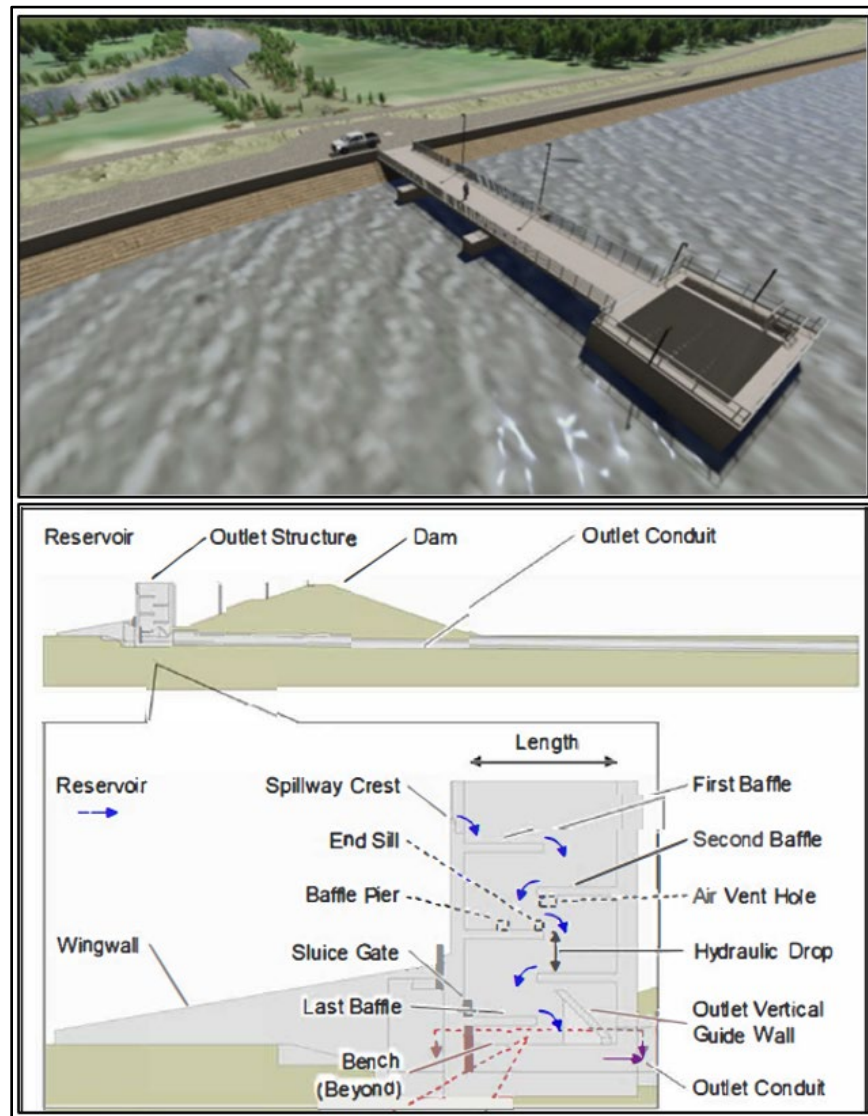 Reservoir
Outlet Structure
Dam
Outlet Conduit
Length
Reservoir
Spillway Crest
First Baffle
End Sill
Second Baffle
Baffle Pier
Air Vent Hole
Wingwall
Sluice Gate
Hydraulic Drop
Last Baffle
Outlet Vertical
Guide Wall
Bench
(Beyond)
Outlet Conduit